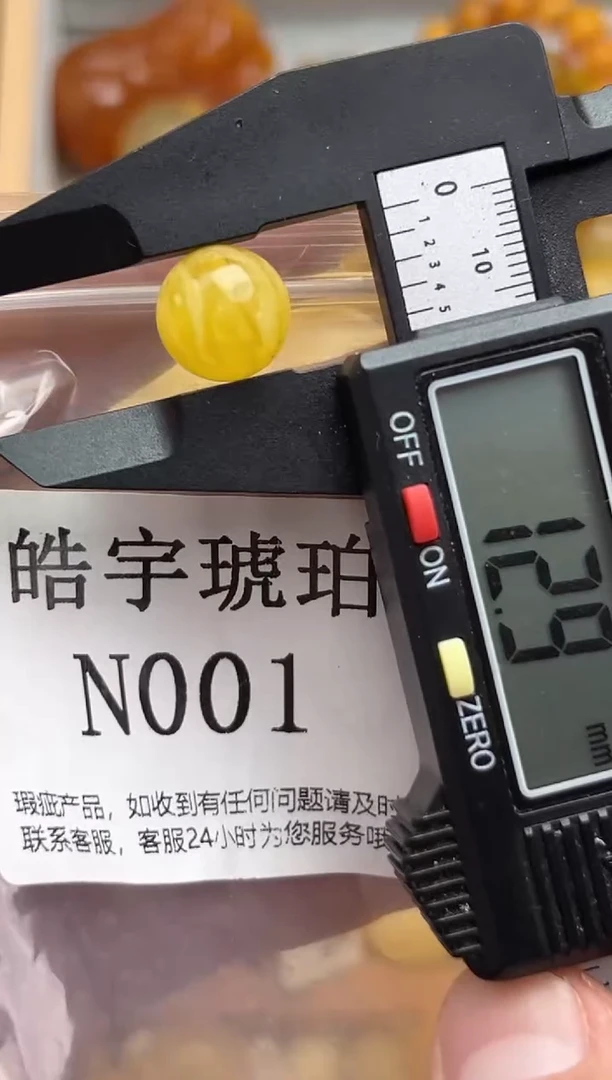 0
1
2
3
4
5
10
OFF
ON
ZERO
12.9
mm
皓宇琥珀
N001
瑕疵产品，如收到有任何问题请及时
联系客服，客服24小时为您服务哦